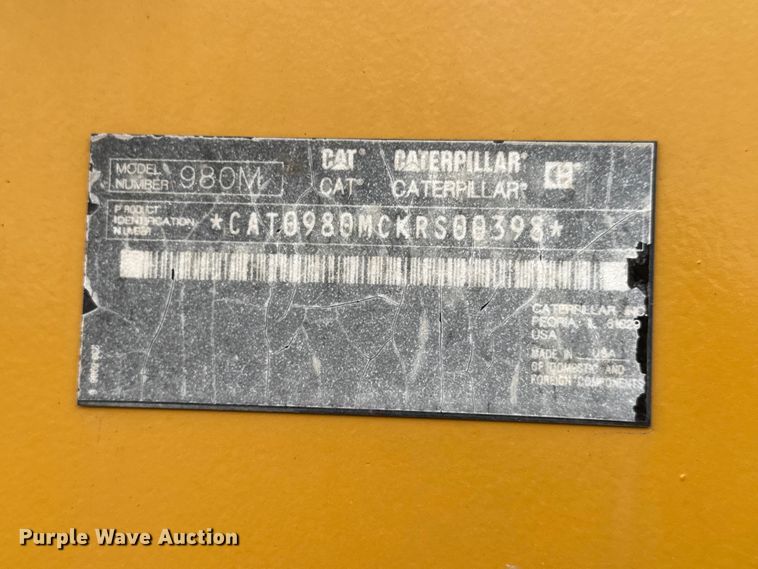 CAT® CATERPILLAR®
MODEL NUMBER 980M
CAT® CATERPILLAR®
PRODUCT IDENTIFICATION NUMBER *CAT0980MCKRS00398*
CATERPILLAR, INC.
PEORIA, IL 61629
USA
MADE IN USA
OF DOMESTIC AND
FOREIGN COMPONENTS
Purple Wave Auction